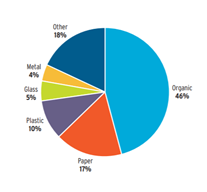 Other
18%
Metal
4%
Glass
5%
Plastic
10%
Paper
17%
Organic
46%